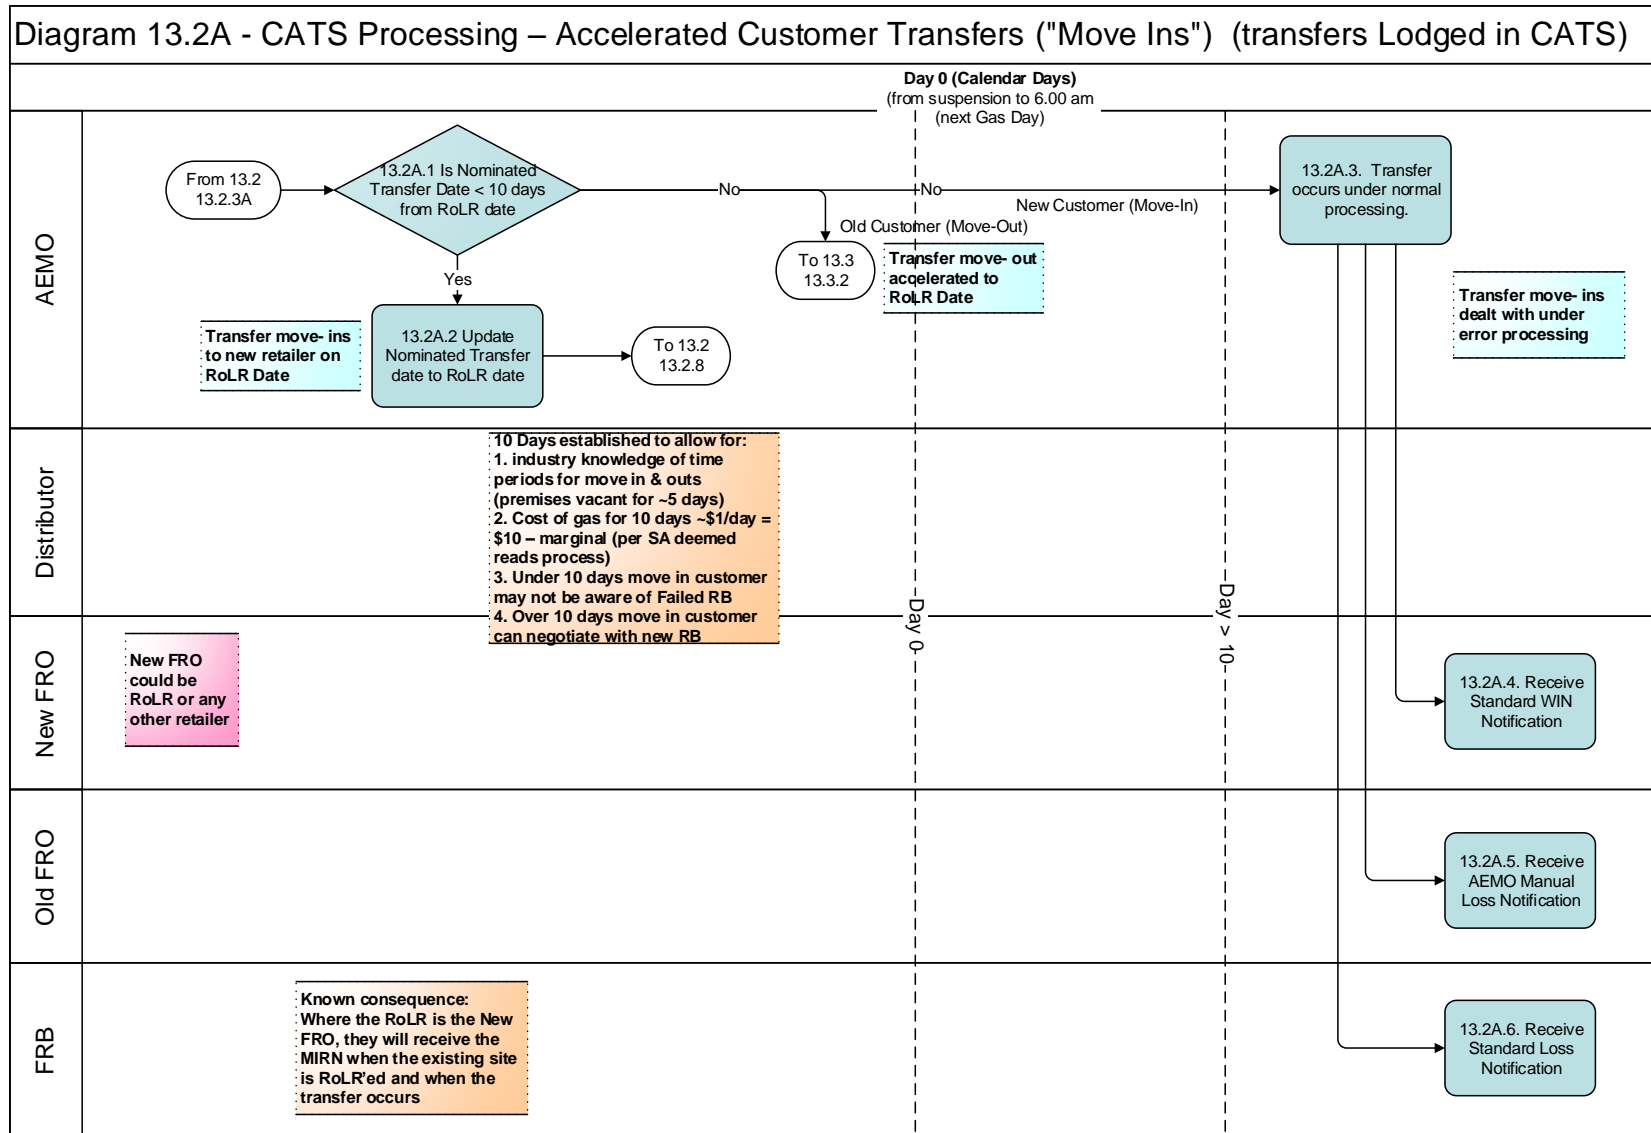 Diagram 13.2A - CATS Processing – Accelerated Customer Transfers ("Move Ins")  (transfers Lodged in CATS)
Day 0 (Calendar Days)
(from suspension to 6.00 am
(next Gas Day)
AEMO
From 13.2
13.2.3A
13.2A.1 Is Nominated
Transfer Date < 10 days
from RoLR date
No
No
New Customer (Move-In)
Old Customer (Move-Out)
13.2A.3.  Transfer
occurs under normal
processing.
Yes
To 13.3
13.3.2
Transfer move- out
accelerated to
RoLR Date
Transfer move- ins
dealt with under
error processing
Transfer move- ins
to new retailer on
RoLR Date
13.2A.2 Update
Nominated Transfer
date to RoLR date
To 13.2
13.2.8
Distributor
10 Days established to allow for:
1. industry knowledge of time
periods for move in & outs
(premises vacant for ~5 days)
2. Cost of gas for 10 days ~$1/day =
$10 – marginal (per SA deemed
reads process)
3. Under 10 days move in customer
may not be aware of Failed RB
4. Over 10 days move in customer
can negotiate with new RB
Day 0
Day > 10
New FRO
New FRO
could be
RoLR or any
other retailer
13.2A.4. Receive
Standard WIN
Notification
Old FRO
13.2A.5. Receive
AEMO Manual
Loss Notification
FRB
Known consequence:
Where the RoLR is the New
FRO, they will receive the
MIRN when the existing site
is RoLR'ed and when the
transfer occurs
13.2A.6. Receive
Standard Loss
Notification